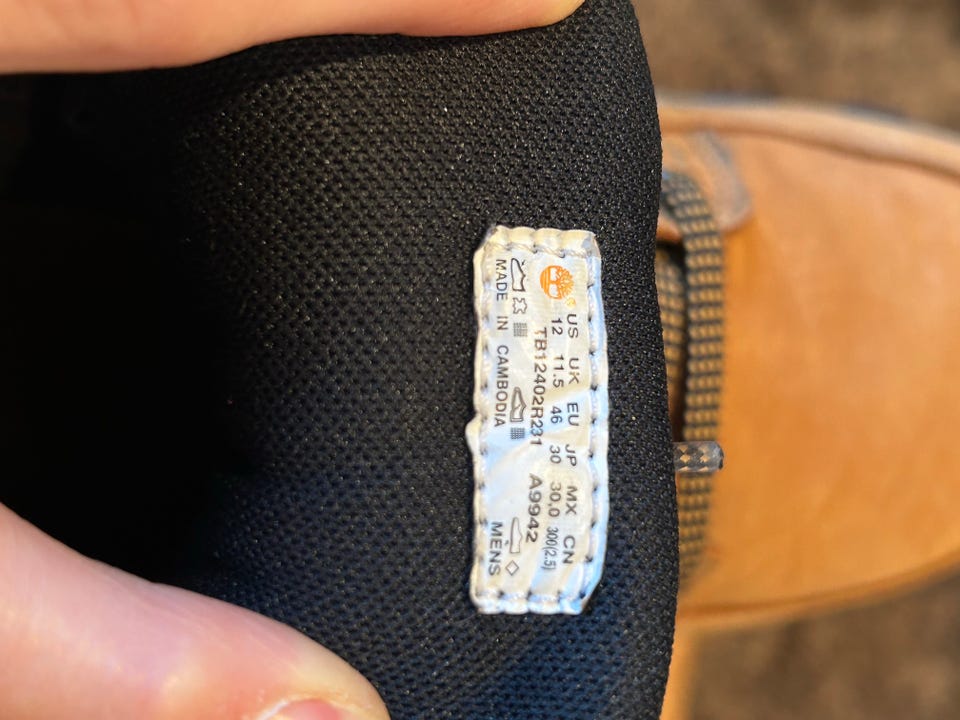 US UK EU JP MX CN
12 11.5 46 30 30,0 300(2.5)
TB12402R231 A9942
MADE IN CAMBODIA MENS